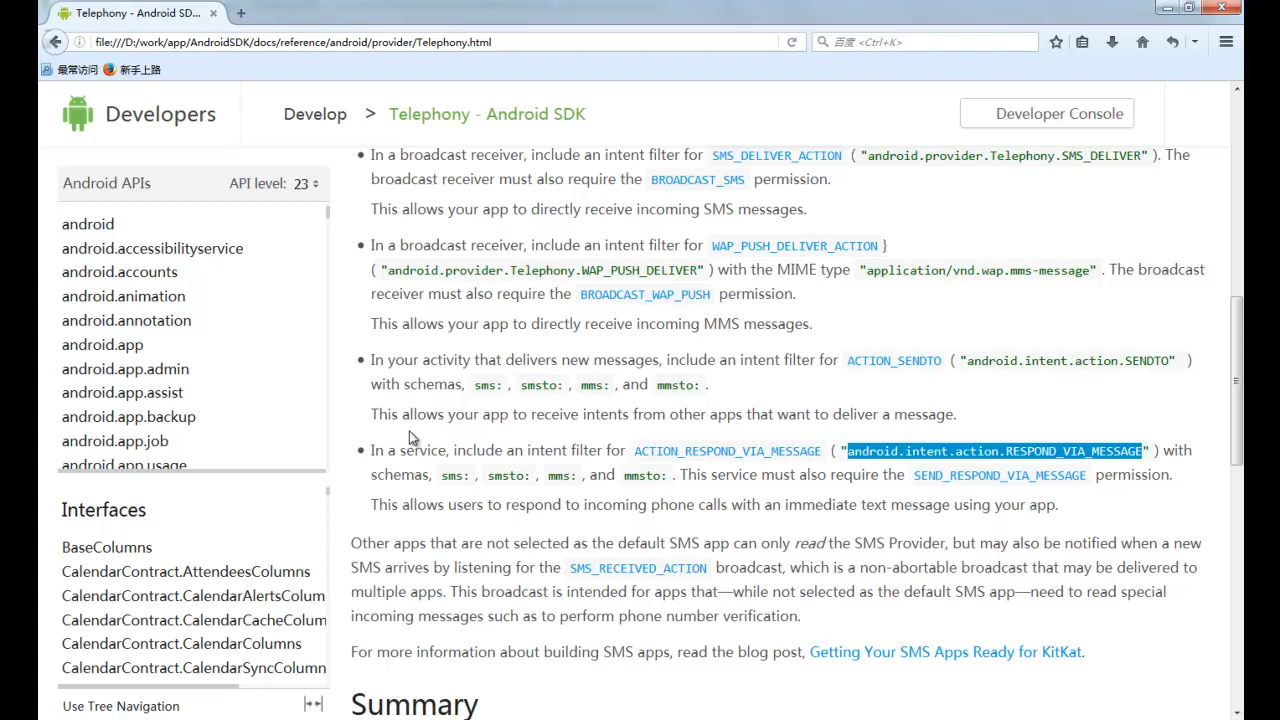 Telephony - Android SD...
file:///D:/work/app/AndroidSDK/docs/reference/android/provider/Telephony.html
百度 <Ctrl+K>
最常访问 新手上路
Developers
Develop > Telephony - Android SDK
Developer Console
Android APIs
API level: 23
android
android.accessibilityservice
android.accounts
android.animation
android.annotation
android.app
android.app.admin
android.app.assist
android.app.backup
android.app.job
android.app.usage
Interfaces
BaseColumns
CalendarContract.AttendeesColumns
CalendarContract.CalendarAlertsColum
CalendarContract.CalendarCacheColum
CalendarContract.CalendarColumns
CalendarContract.CalendarSyncColumn
Use Tree Navigation
• In a broadcast receiver, include an intent filter for SMS_DELIVER_ACTION ("android.provider.Telephony.SMS_DELIVER"). The
broadcast receiver must also require the BROADCAST_SMS permission.
This allows your app to directly receive incoming SMS messages.
• In a broadcast receiver, include an intent filter for WAP_PUSH_DELIVER_ACTION }
("android.provider.Telephony.WAP_PUSH_DELIVER") with the MIME type "application/vnd.wap.mms-message". The broadcast
receiver must also require the BROADCAST_WAP_PUSH permission.
This allows your app to directly receive incoming MMS messages.
• In your activity that delivers new messages, include an intent filter for ACTION_SENDTO ("android.intent.action.SENDTO" )
with schemas, sms:, smsto:, mms:, and mmsto:.
This allows your app to receive intents from other apps that want to deliver a message.
• In a service, include an intent filter for ACTION_RESPOND_VIA_MESSAGE ("android.intent.action.RESPOND_VIA_MESSAGE") with
schemas, sms:, smsto:, mms:, and mmsto:. This service must also require the SEND_RESPOND_VIA_MESSAGE permission.
This allows users to respond to incoming phone calls with an immediate text message using your app.
Other apps that are not selected as the default SMS app can only read the SMS Provider, but may also be notified when a new
SMS arrives by listening for the SMS_RECEIVED_ACTION broadcast, which is a non-abortable broadcast that may be delivered to
multiple apps. This broadcast is intended for apps that—while not selected as the default SMS app—need to read special
incoming messages such as to perform phone number verification.
For more information about building SMS apps, read the blog post, Getting Your SMS Apps Ready for KitKat.
Summary